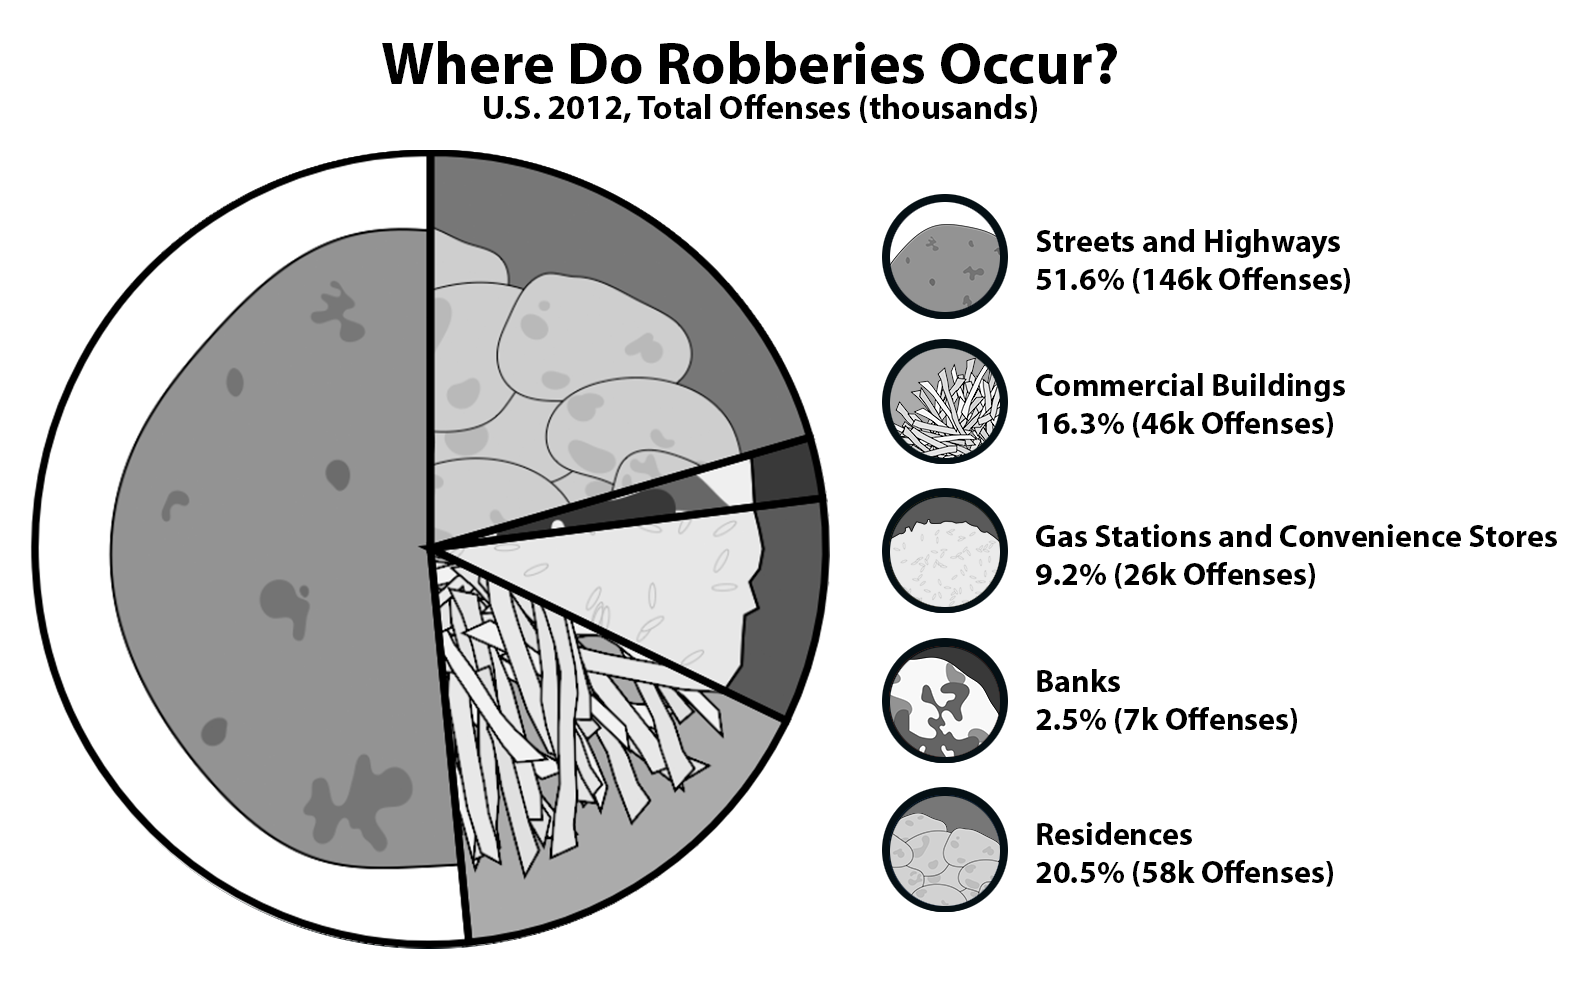 Where Do Robberies Occur?
U.S. 2012, Total Offenses (thousands)
Streets and Highways
51.6% (146k Offenses)
Commercial Buildings
16.3% (46k Offenses)
Gas Stations and Convenience Stores
9.2% (26k Offenses)
Banks
2.5% (7k Offenses)
Residences
20.5% (58k Offenses)